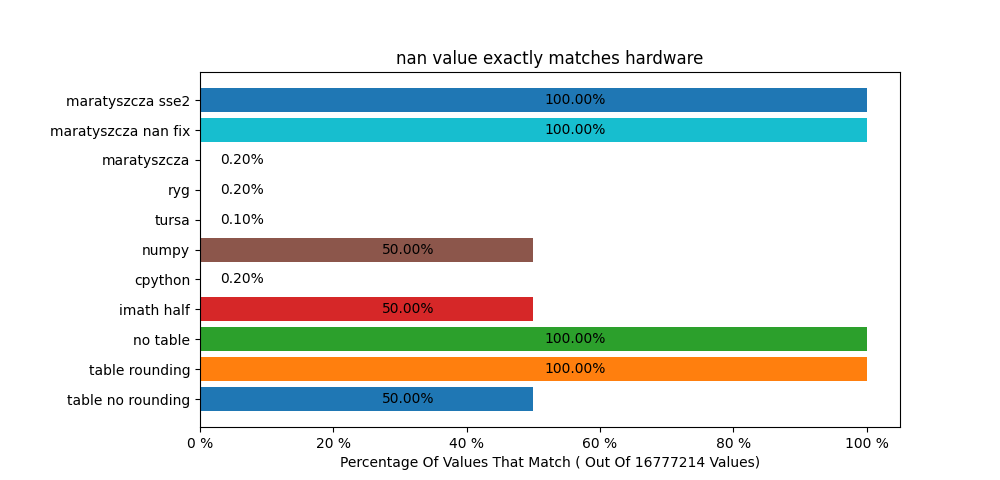 nan value exactly matches hardware
maratyszcza sse2 100.00%
maratyszcza nan fix 100.00%
maratyszcza 0.20%
ryg 0.20%
tursa 0.10%
numpy 50.00%
cpython 0.20%
imath half 50.00%
no table 100.00%
table rounding 100.00%
table no rounding 50.00%
0 % 20 % 40 % 60 % 80 % 100 %
Percentage Of Values That Match ( Out Of 16777214 Values)